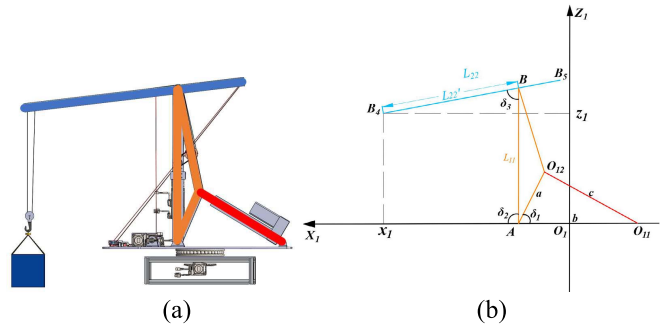 Z₁
B
B₅
L₂₂
L₂₂'
B₄
δ₃
z₁
L₁₁
O₁₂
a
c
δ₂
δ₁
b
X₁
x₁
A
O₁
O₁₁
(a)
(b)